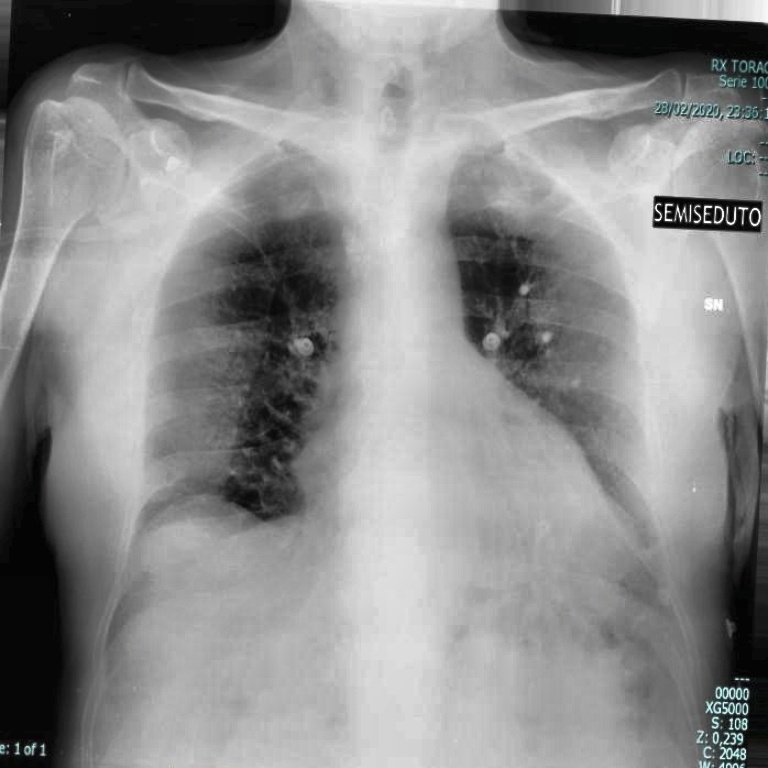 RX TORAC
Serie 100
28/02/2020, 23:36:1
LOC: --
SEMISEDUTO
SN
---
00000
XG5000
S: 108
Z: 0,239
C: 2048
e: 1 of 1